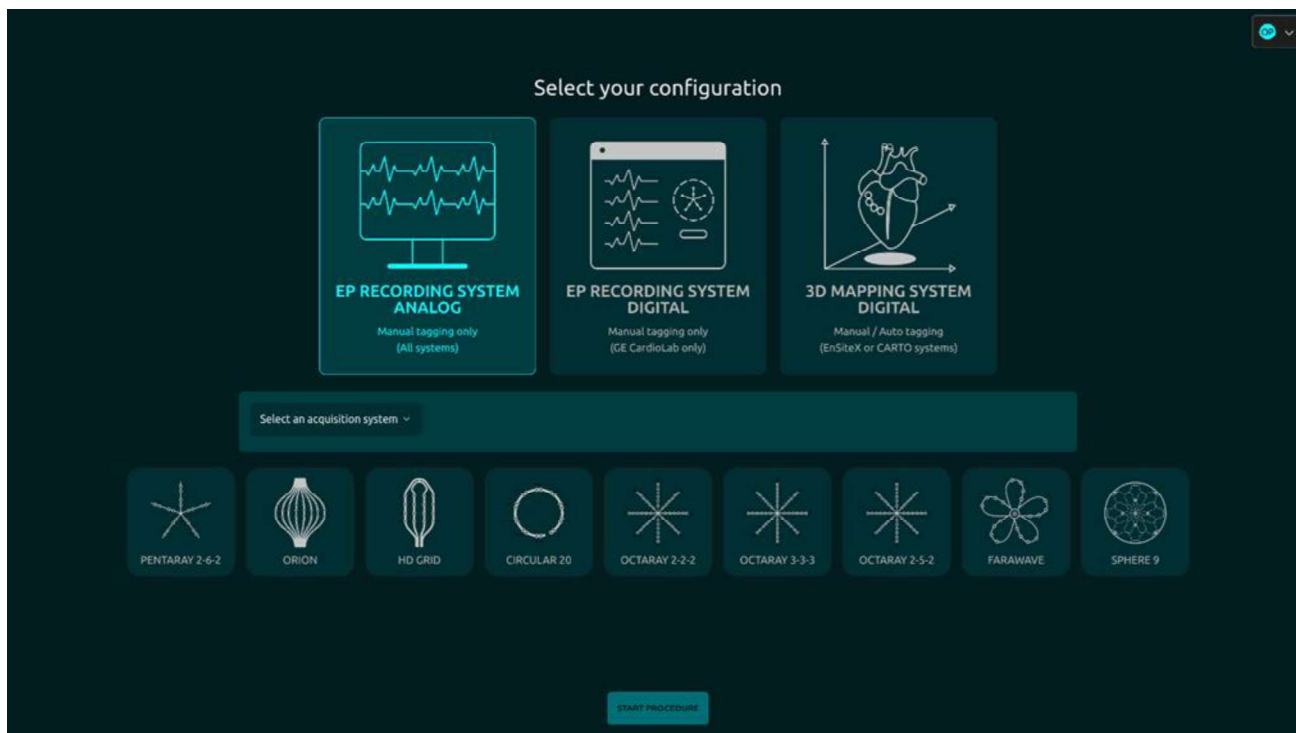 OP
Select your configuration
EP RECORDING SYSTEM
ANALOG
Manual tagging only
(All systems)
EP RECORDING SYSTEM
DIGITAL
Manual tagging only
(GE CardioLab only)
3D MAPPING SYSTEM
DIGITAL
Manual / Auto tagging
(EnSiteX or CARTO systems)
Select an acquisition system
PENTARAY 2-6-2
ORION
HD GRID
CIRCULAR 20
OCTARAY 2-2-2
OCTARAY 3-3-3
OCTARAY 2-5-2
FARAWAVE
SPHERE 9
START PROCEDURE